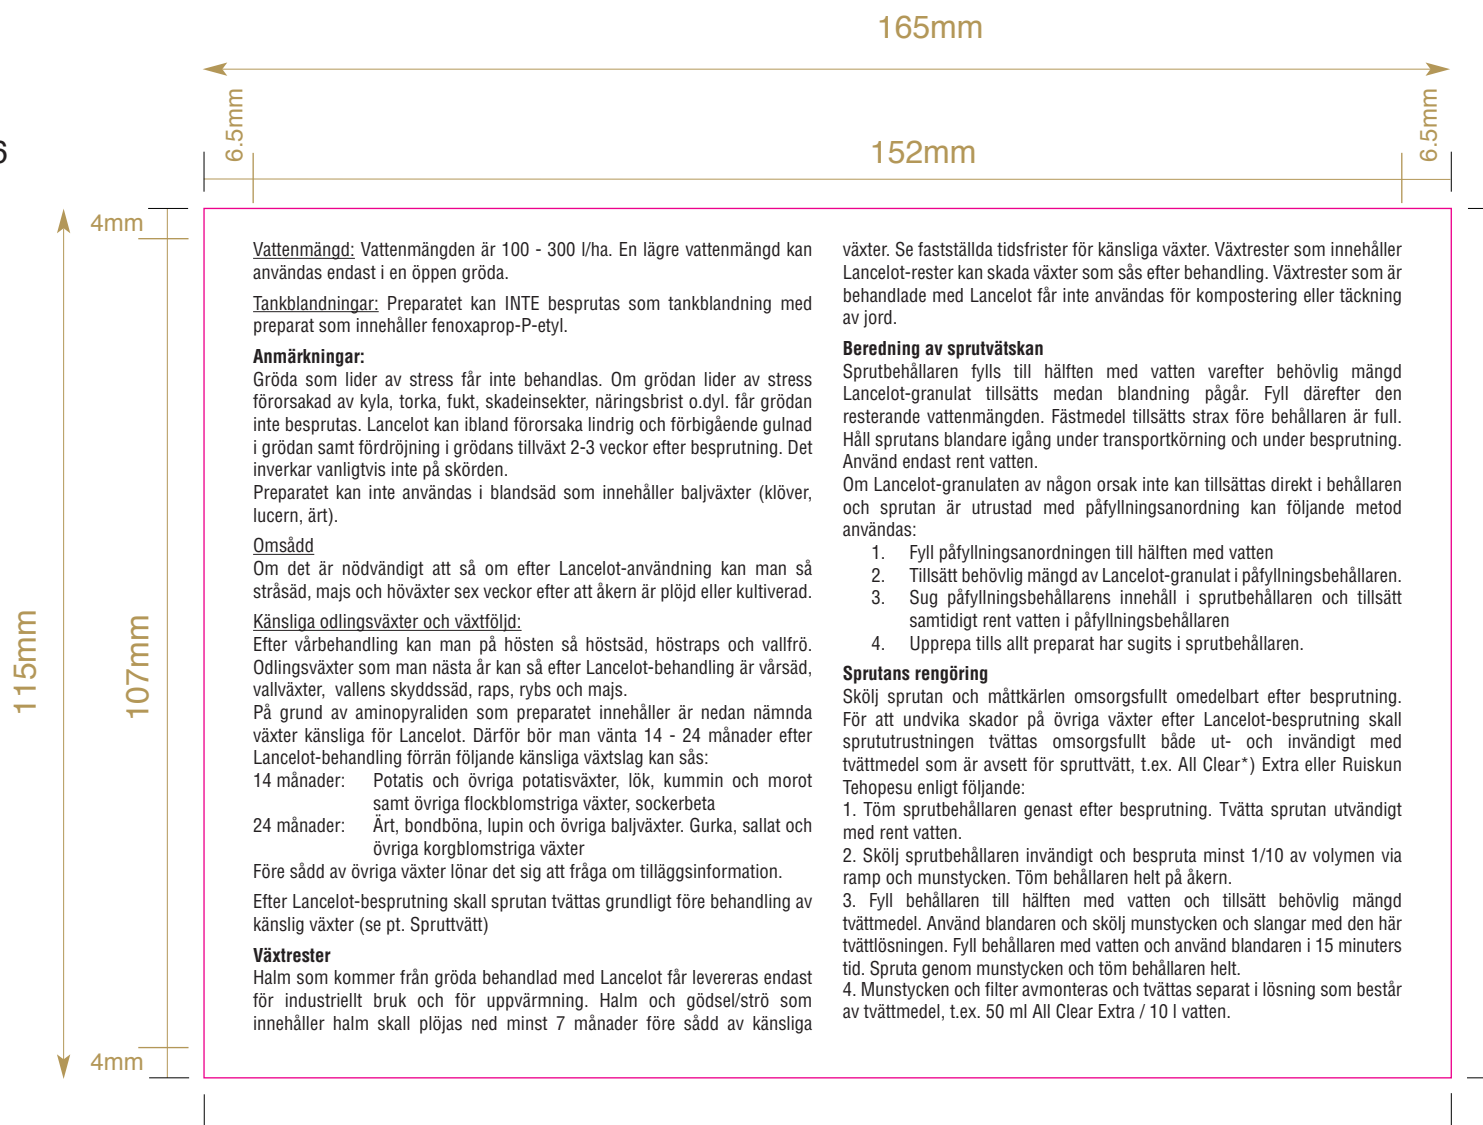 165mm
6.5mm
6.5mm
6
152mm
4mm
115mm
107mm
4mm
Vattenmängd: Vattenmängden är 100 - 300 l/ha. En lägre vattenmängd kan
användas endast i en öppen gröda.
Tankblandningar: Preparatet kan INTE besprutas som tankblandning med
preparat som innehåller fenoxaprop-P-etyl.
Anmärkningar:
Gröda som lider av stress får inte behandlas. Om grödan lider av stress
förorsakad av kyla, torka, fukt, skadeinsekter, näringsbrist o.dyl. får grödan
inte besprutas. Lancelot kan ibland förorsaka lindrig och förbigående gulnad
i grödan samt fördröjning i grödans tillväxt 2-3 veckor efter besprutning. Det
inverkar vanligtvis inte på skörden.
Preparatet kan inte användas i blandsäd som innehåller baljväxter (klöver,
lucern, ärt).
Omsådd
Om det är nödvändigt att så om efter Lancelot-användning kan man så
stråsäd, majs och höväxter sex veckor efter att åkern är plöjd eller kultiverad.
Känsliga odlingsväxter och växtföljd:
Efter vårbehandling kan man på hösten så höstsäd, höstraps och vallfrö.
Odlingsväxter som man nästa år kan så efter Lancelot-behandling är vårsäd,
vallväxter, vallens skyddssäd, raps, rybs och majs.
På grund av aminopyraliden som preparatet innehåller är nedan nämnda
växter känsliga för Lancelot. Därför bör man vänta 14 - 24 månader efter
Lancelot-behandling förrän följande känsliga växtslag kan sås:
14 månader: Potatis och övriga potatisväxter, lök, kummin och morot
samt övriga flockblomstriga växter, sockerbeta
24 månader: Ärt, bondböna, lupin och övriga baljväxter. Gurka, sallat och
övriga korgblomstriga växter
Före sådd av övriga växter lönar det sig att fråga om tilläggsinformation.
Efter Lancelot-besprutning skall sprutan tvättas grundligt före behandling av
känslig växter (se pt. Spruttvätt)
Växtrester
Halm som kommer från gröda behandlad med Lancelot får levereras endast
för industriellt bruk och för uppvärmning. Halm och gödsel/strö som
innehåller halm skall plöjas ned minst 7 månader före sådd av känsliga
växter. Se fastställda tidsfrister för känsliga växter. Växtrester som innehåller
Lancelot-rester kan skada växter som sås efter behandling. Växtrester som är
behandlade med Lancelot får inte användas för kompostering eller täckning
av jord.
Beredning av sprutvätskan
Sprutbehållaren fylls till hälften med vatten varefter behövlig mängd
Lancelot-granulat tillsätts medan blandning pågår. Fyll därefter den
resterande vattenmängden. Fästmedel tillsätts strax före behållaren är full.
Håll sprutans blandare igång under transportkörning och under besprutning.
Använd endast rent vatten.
Om Lancelot-granulaten av någon orsak inte kan tillsättas direkt i behållaren
och sprutan är utrustad med påfyllningsanordning kan följande metod
användas:
1. Fyll påfyllningsanordningen till hälften med vatten
2. Tillsätt behövlig mängd av Lancelot-granulat i påfyllningsbehållaren.
3. Sug påfyllningsbehållarens innehåll i sprutbehållaren och tillsätt
samtidigt rent vatten i påfyllningsbehållaren
4. Upprepa tills allt preparat har sugits i sprutbehållaren.
Sprutans rengöring
Skölj sprutan och måttkärlen omsorgsfullt omedelbart efter besprutning.
För att undvika skador på övriga växter efter Lancelot-besprutning skall
sprututrustningen tvättas omsorgsfullt både ut- och invändigt med
tvättmedel som är avsett för spruttvätt, t.ex. All Clear*) Extra eller Ruiskun
Tehopesu enligt följande:
1. Töm sprutbehållaren genast efter besprutning. Tvätta sprutan utvändigt
med rent vatten.
2. Skölj sprutbehållaren invändigt och bespruta minst 1/10 av volymen via
ramp och munstycken. Töm behållaren helt på åkern.
3. Fyll behållaren till hälften med vatten och tillsätt behövlig mängd
tvättmedel. Använd blandaren och skölj munstycken och slangar med den här
tvättlösningen. Fyll behållaren med vatten och använd blandaren i 15 minuters
tid. Spruta genom munstycken och töm behållaren helt.
4. Munstycken och filter avmonteras och tvättas separat i lösning som består
av tvättmedel, t.ex. 50 ml All Clear Extra / 10 l vatten.